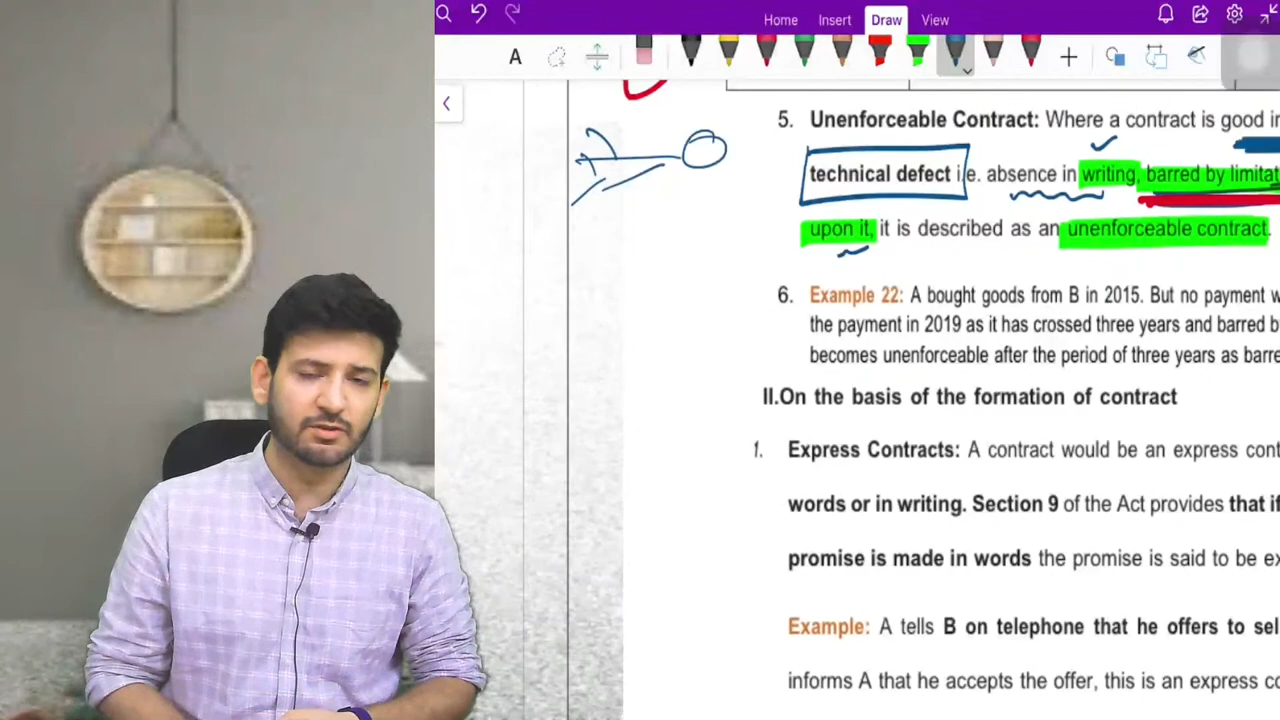 Home Insert Draw View
A
5. Unenforceable Contract: Where a contract is good in
technical defect i.e. absence in writing, barred by limitat
upon it, it is described as an unenforceable contract.
6. Example 22: A bought goods from B in 2015. But no payment w
the payment in 2019 as it has crossed three years and barred b
becomes unenforceable after the period of three years as barre
II.On the basis of the formation of contract
1. Express Contracts: A contract would be an express cont
words or in writing. Section 9 of the Act provides that if
promise is made in words the promise is said to be ex
Example: A tells B on telephone that he offers to sel
informs A that he accepts the offer, this is an express co